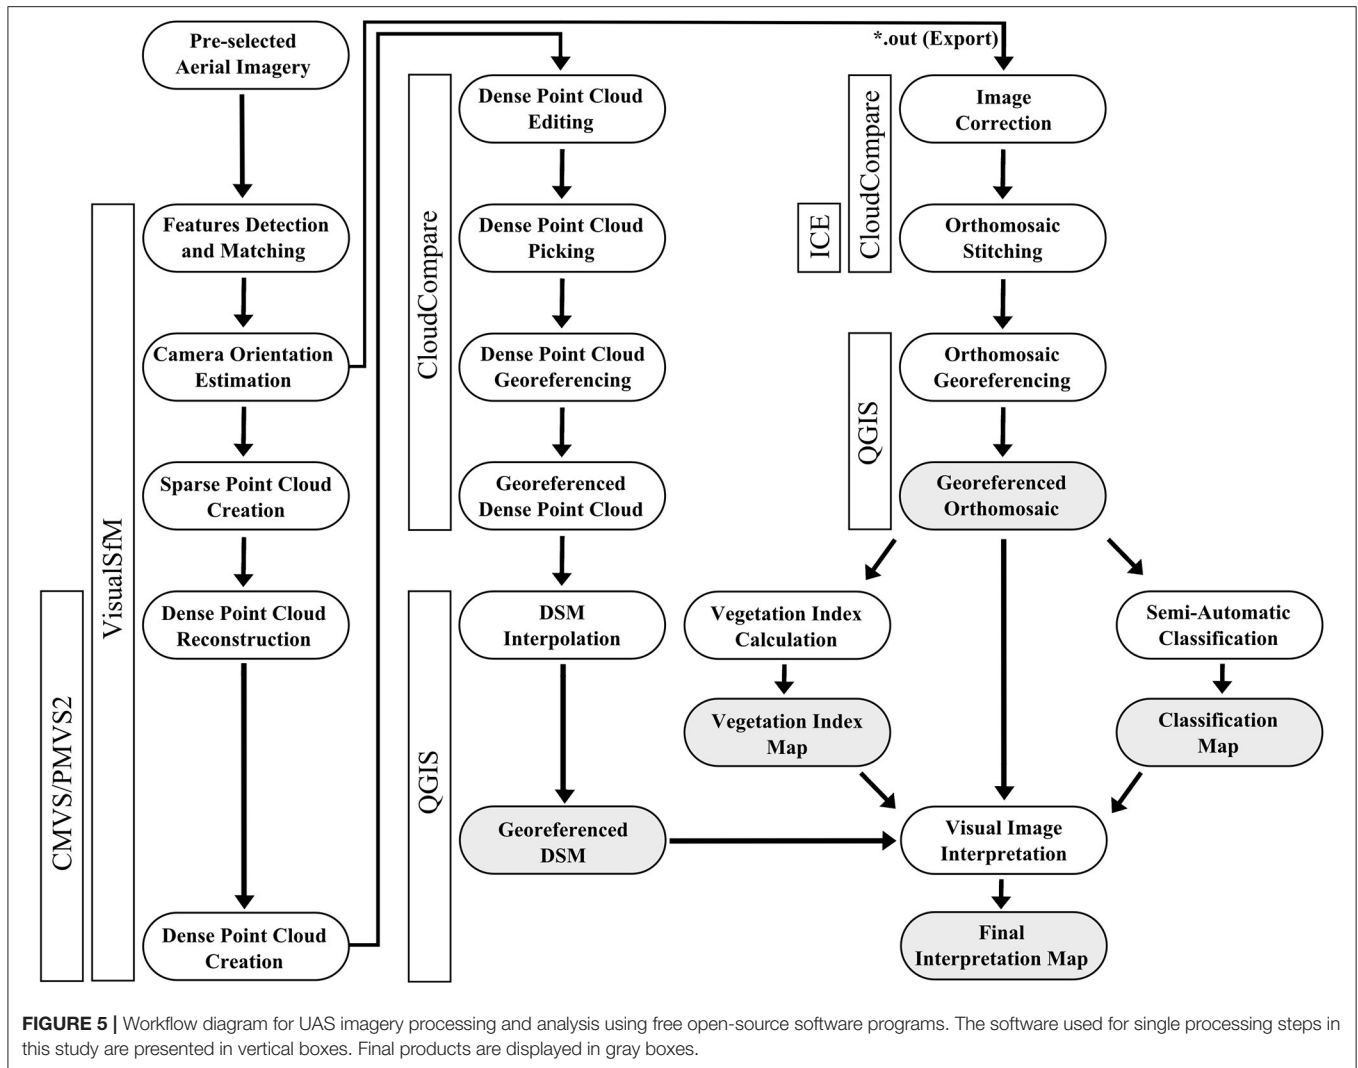 Pre-selected
Aerial Imagery
Features Detection
and Matching
Camera Orientation
Estimation
Sparse Point Cloud
Creation
Dense Point Cloud
Reconstruction
Dense Point Cloud
Creation
VisualSfM
CMVS/PMVS2
Dense Point Cloud
Editing
Dense Point Cloud
Picking
Dense Point Cloud
Georeferencing
Georeferenced
Dense Point Cloud
DSM
Interpolation
Georeferenced
DSM
CloudCompare
QGIS
*.out (Export)
Image
Correction
Orthomosaic
Stitching
Orthomosaic
Georeferencing
Georeferenced
Orthomosaic
CloudCompare
ICE
QGIS
Vegetation Index
Calculation
Vegetation Index
Map
Semi-Automatic
Classification
Classification
Map
Visual Image
Interpretation
Final
Interpretation Map
FIGURE 5 | Workflow diagram for UAS imagery processing and analysis using free open-source software programs. The software used for single processing steps in
this study are presented in vertical boxes. Final products are displayed in gray boxes.